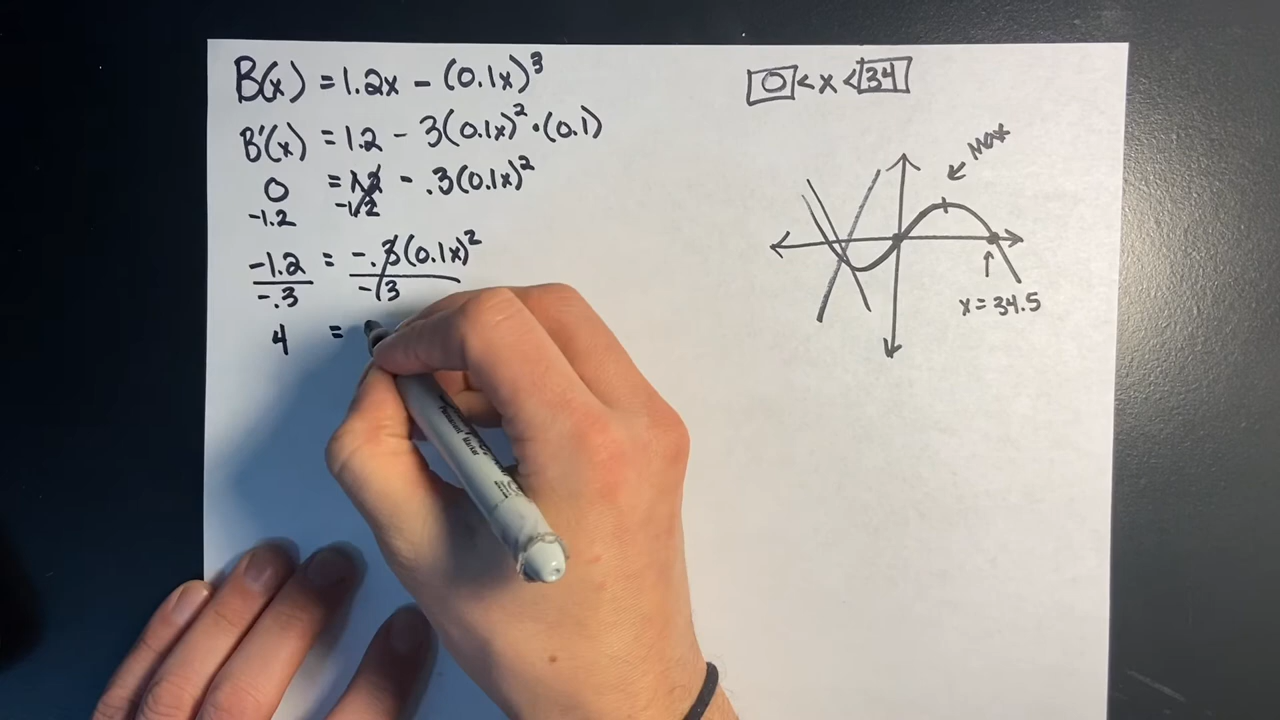 B(x) = 1.2x - (0.1x)³
B'(x) = 1.2 - 3(0.1x)²•(0.1)
0 = 1.2 - .3(0.1x)²
-1.2 -1.2
-1.2 = -.3(0.1x)²
-.3 -.3
4 =
0 < x < 34
Max
x = 34.5
Permanent Marker